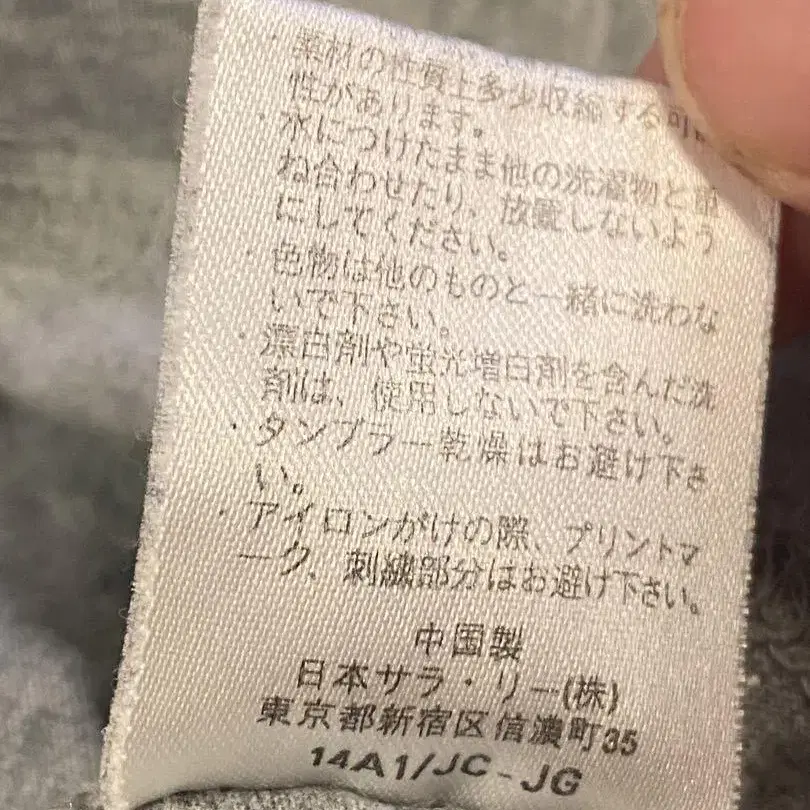 ・素材の性質上多少収縮する可能
性があります。
・水につけたまま他の洗濯物と重
ね合わせたり、放置しないよう
にしてください。
・色物は他のものと一緒に洗わな
いで下さい。
・漂白剤や蛍光増白剤を含んだ洗
剤は、使用しないで下さい。
・タンブラー乾燥はお避け下さ
い。
・アイロンがけの際、プリントマ
ーク、刺繍部分はお避け下さい。
中国製
日本サラ・リー(株)
東京都新宿区信濃町35
14A1/JC-JG